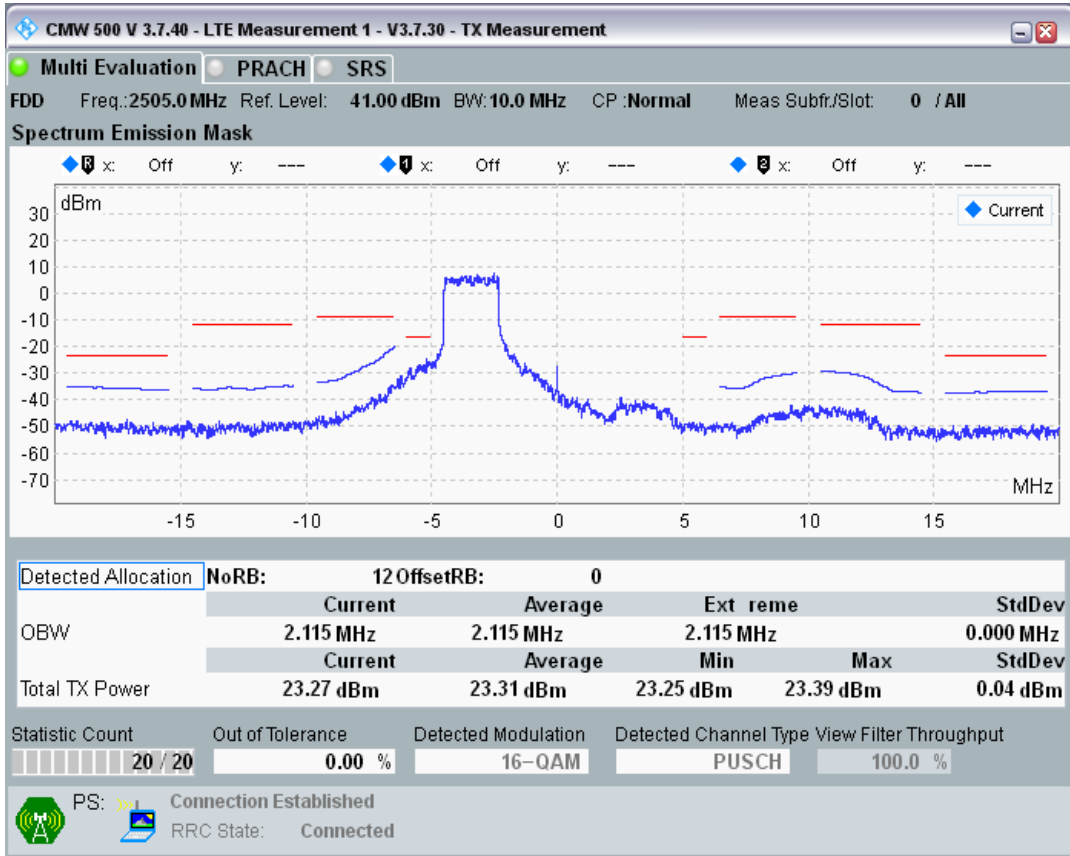 CMW 500 V 3.7.40 - LTE Measurement 1 - V3.7.30 - TX Measurement
Multi Evaluation PRACH SRS
FDD Freq.:2505.0 MHz Ref. Level: 41.00 dBm BW: 10.0 MHz CP :Normal Meas Subfr./Slot: 0 / All
Spectrum Emission Mask
R x: Off y: --- 1 x: Off y: --- 2 x: Off y: ---
dBm
Current
30
20
10
0
-10
-20
-30
-40
-50
-60
-70
MHz
-15 -10 -5 0 5 10 15
Detected Allocation NoRB: 12 OffsetRB: 0
Current Average Ext reme StdDev
OBW 2.115 MHz 2.115 MHz 2.115 MHz 0.000 MHz
Current Average Min Max StdDev
Total TX Power 23.27 dBm 23.31 dBm 23.25 dBm 23.39 dBm 0.04 dBm
Statistic Count Out of Tolerance Detected Modulation Detected Channel Type View Filter Throughput
20 / 20 0.00 % 16-QAM PUSCH 100.0 %
PS: Connection Established
RRC State: Connected